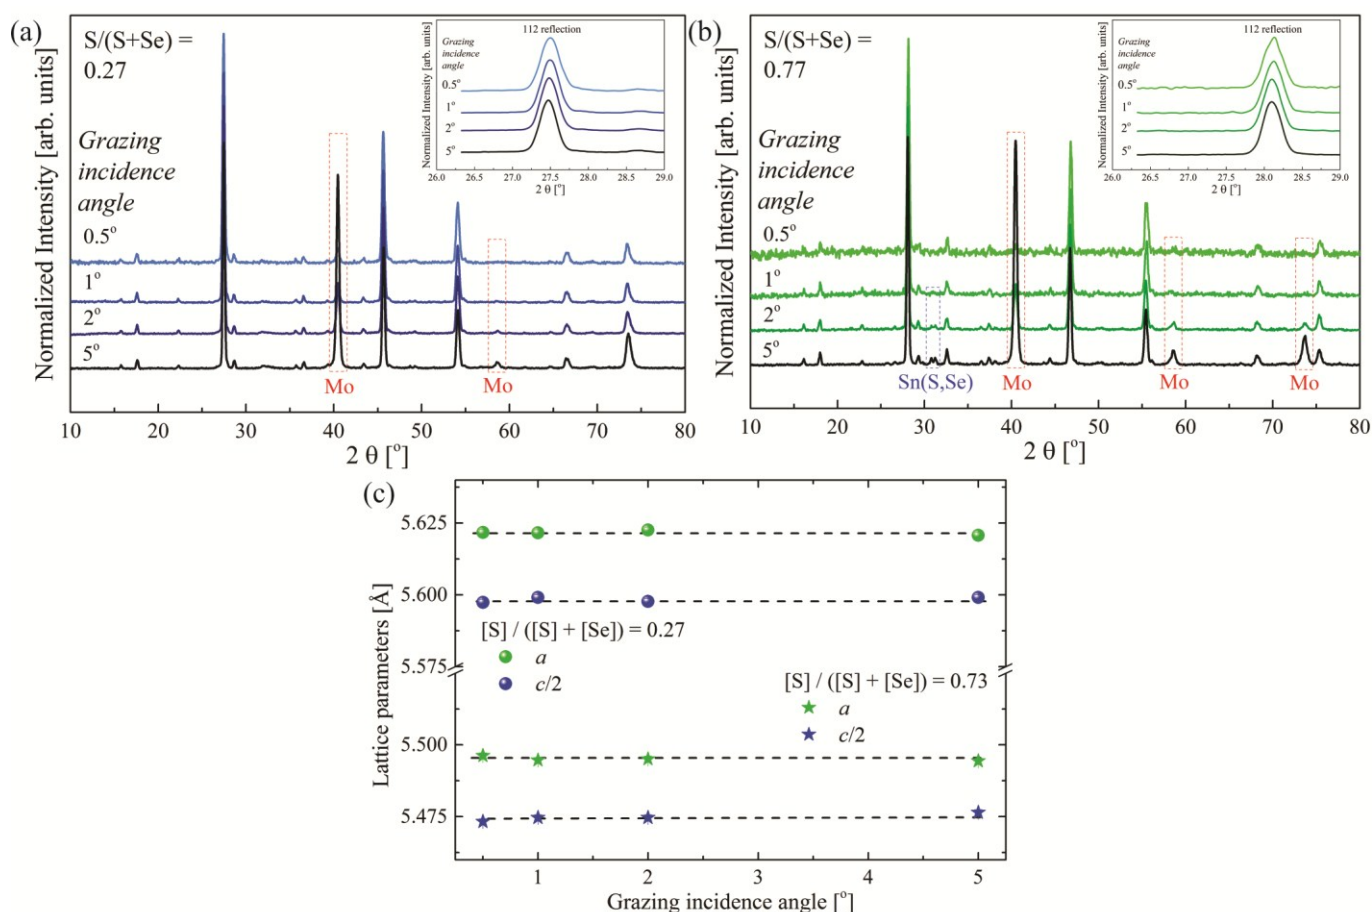 (a)
S/(S+Se) =
0.27
Grazing
incidence
angle
0.5°
1°
2°
5°
Mo
Mo
Normalized Intensity [arb. units]
10 20 30 40 50 60 70 80
2 θ [°]
112 reflection
Grazing
incidence
angle
0.5°
1°
2°
5°
Normalized Intensity [arb. units]
26.0 26.5 27.0 27.5 28.0 28.5 29.0
2 θ [°]
(b)
S/(S+Se) =
0.77
Grazing
incidence
angle
0.5°
1°
2°
5°
Sn(S,Se)
Mo
Mo
Mo
Normalized Intensity [arb. units]
10 20 30 40 50 60 70 80
2 θ [°]
112 reflection
Grazing
incidence
angle
0.5°
1°
2°
5°
Normalized Intensity [arb. units]
26.5 27.0 27.5 28.0 28.5 29.0
2 θ [°]
(c)
Lattice parameters [Å]
5.625
5.600
5.575
5.500
5.475
[S] / ([S] + [Se]) = 0.27
a
c/2
[S] / ([S] + [Se]) = 0.73
a
c/2
1 2 3 4 5
Grazing incidence angle [°]